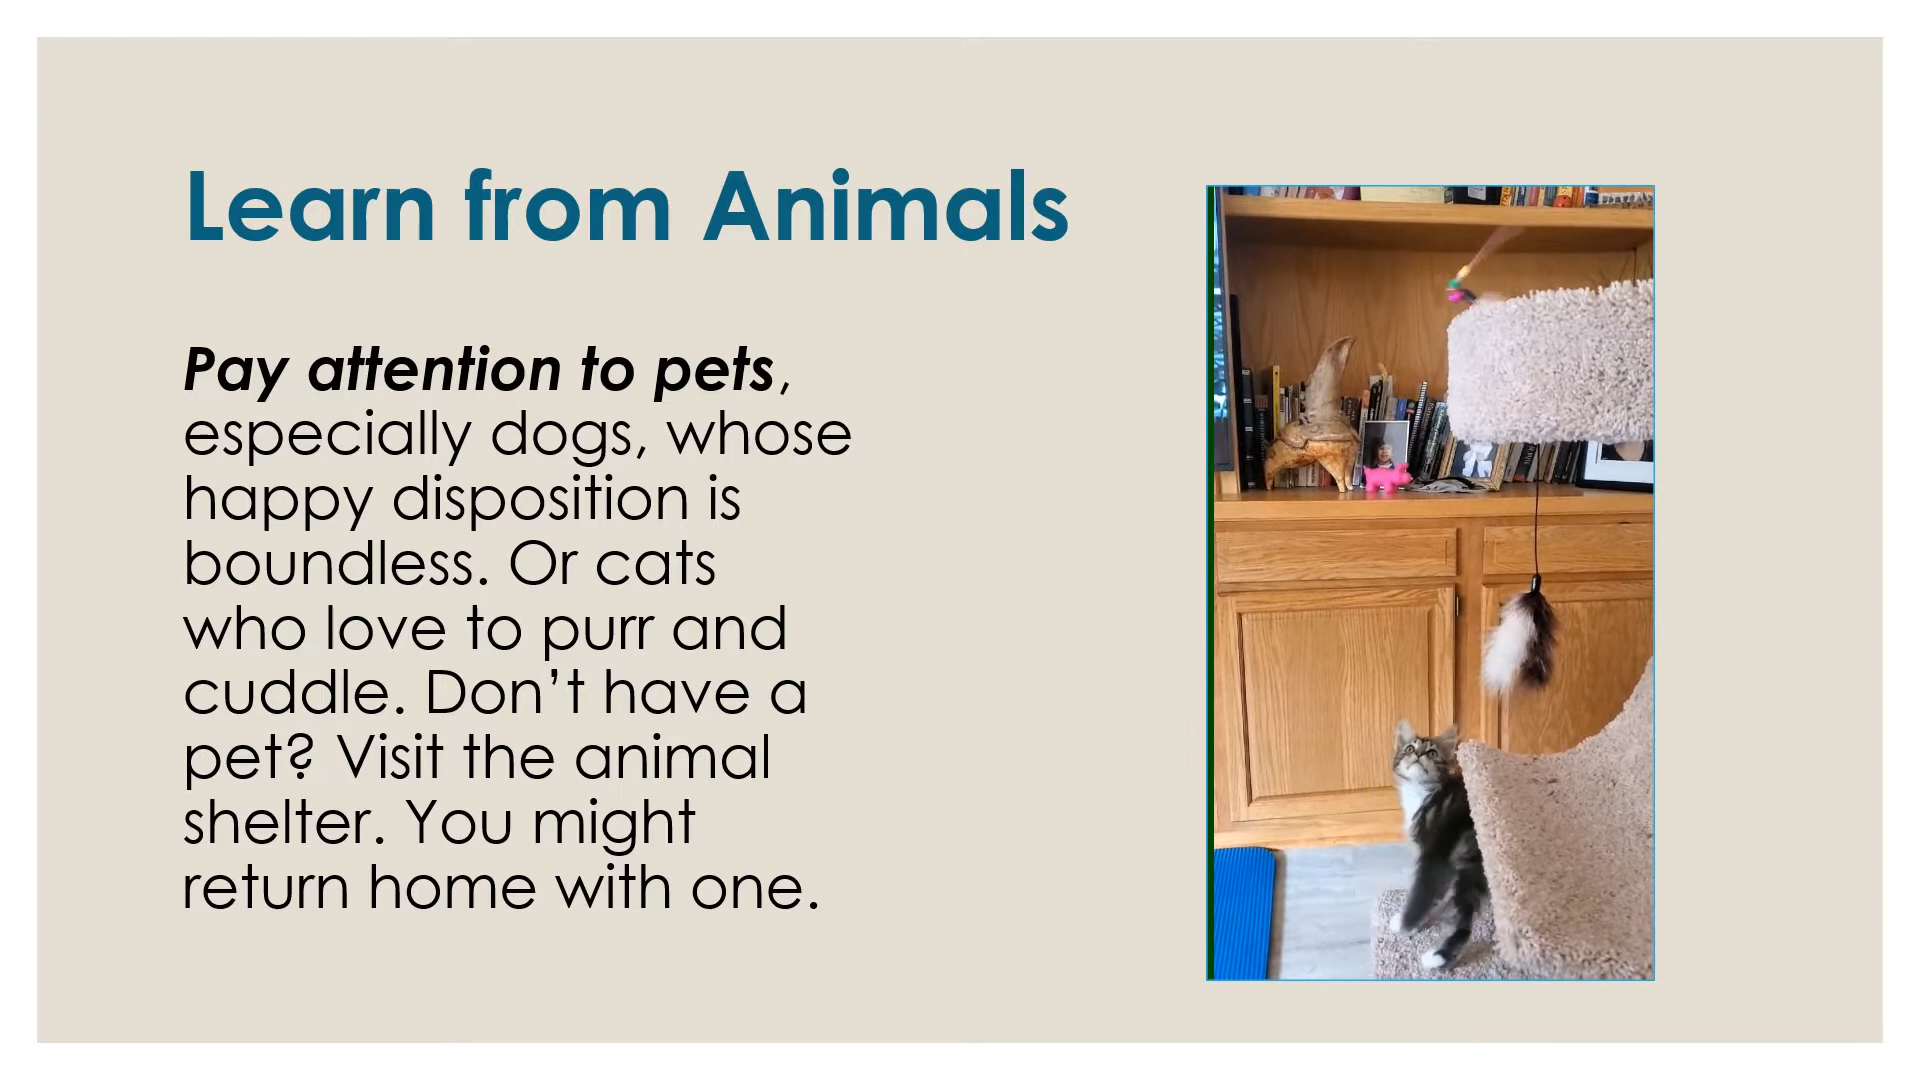 Learn from Animals
Pay attention to pets,
especially dogs, whose
happy disposition is
boundless. Or cats
who love to purr and
cuddle. Don’t have a
pet? Visit the animal
shelter. You might
return home with one.